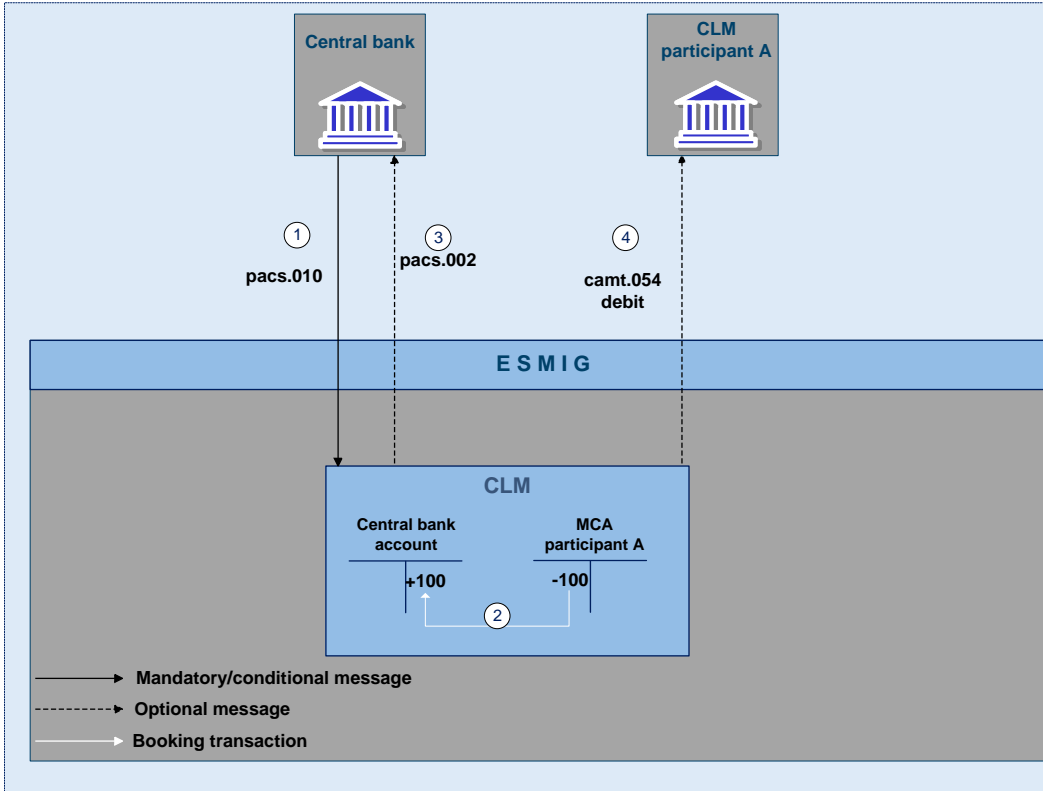 Central bank
CLM
participant A
1
pacs.010
3
pacs.002
4
camt.054
debit
E S M I G
CLM
Central bank
account
MCA
participant A
+100
-100
2
Mandatory/conditional message
Optional message
Booking transaction